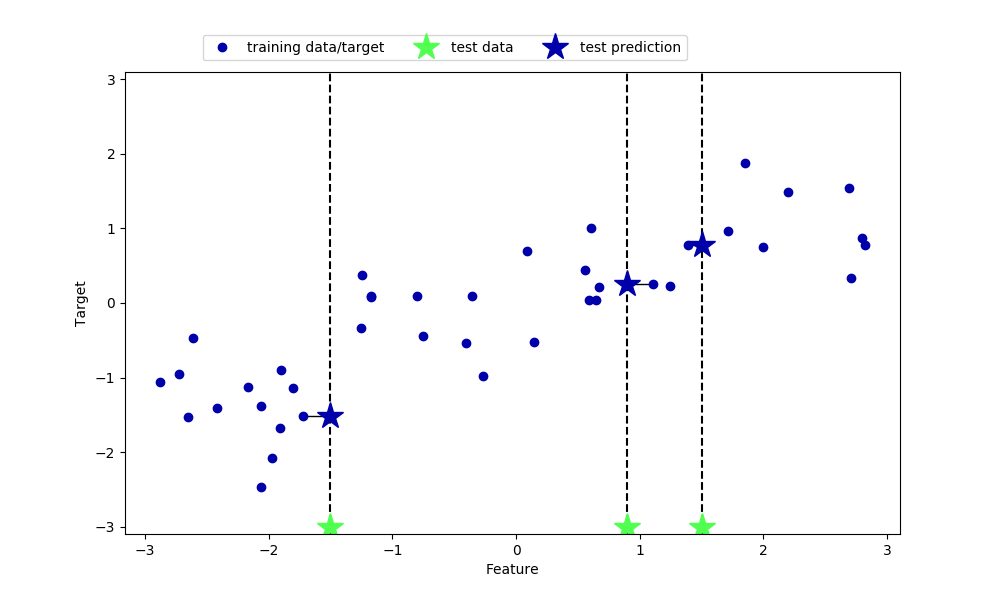 training data/target test data test prediction
3
2
1
0
−1
−2
−3
Target
−3 −2 −1 0 1 2 3
Feature